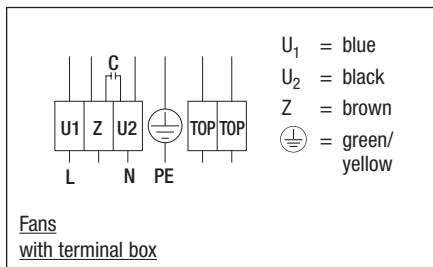 C
U1 Z U2 TOP TOP
L N PE
U1 = blue
U2 = black
Z = brown
⏚ = green/
yellow
Fans
with terminal box